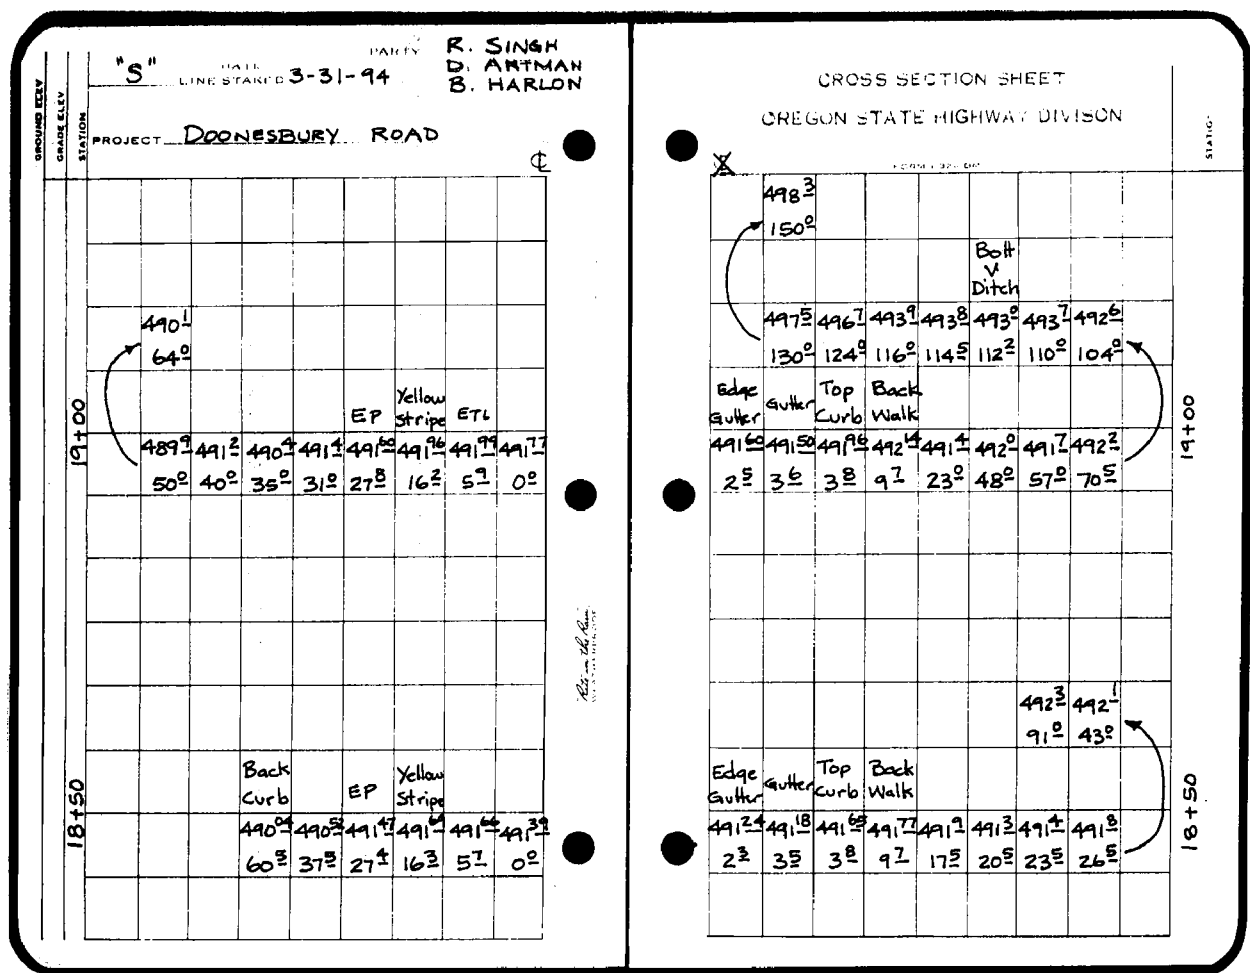 PARTY R. SINGH
"S" DATE D. ARTMAN
LINE STAKED 3-31-94 B. HARLON
PROJECT DOONESBURY ROAD
GROUND ELEV
GRADE ELEV
STATION
℄
490 1
64 0
EP Yellow Stripe ETL
19+00
489 9 491 2 490 4 491 4 491 60 491 96 491 99 491 77
50 0 40 0 35 0 31 0 27 8 16 2 5 9 0 0
Back Curb EP Yellow Stripe
18+50
490 04 490 52 491 47 491 64 491 66 491 39
60 5 37 5 27 4 16 3 5 7 0 0
Rite in the Rain
CROSS SECTION SHEET
OREGON STATE HIGHWAY DIVISON
STATION
498 3
150 0
Bott V Ditch
497 5 496 7 493 9 493 8 493 0 493 7 492 6
130 0 124 0 116 0 114 5 112 2 110 0 104 0
Edge Gutter Gutter Top Curb Back Walk
19+00
491 60 491 50 491 96 492 14 491 4 492 0 491 7 492 2
2 5 3 6 3 8 9 7 23 0 48 0 57 0 70 5
492 3 492 1
91 0 43 0
Edge Gutter Gutter Top Curb Back Walk
18+50
491 24 491 18 491 65 491 77 491 9 491 3 491 4 491 8
2 3 3 5 3 8 9 7 17 5 20 5 23 5 26 5